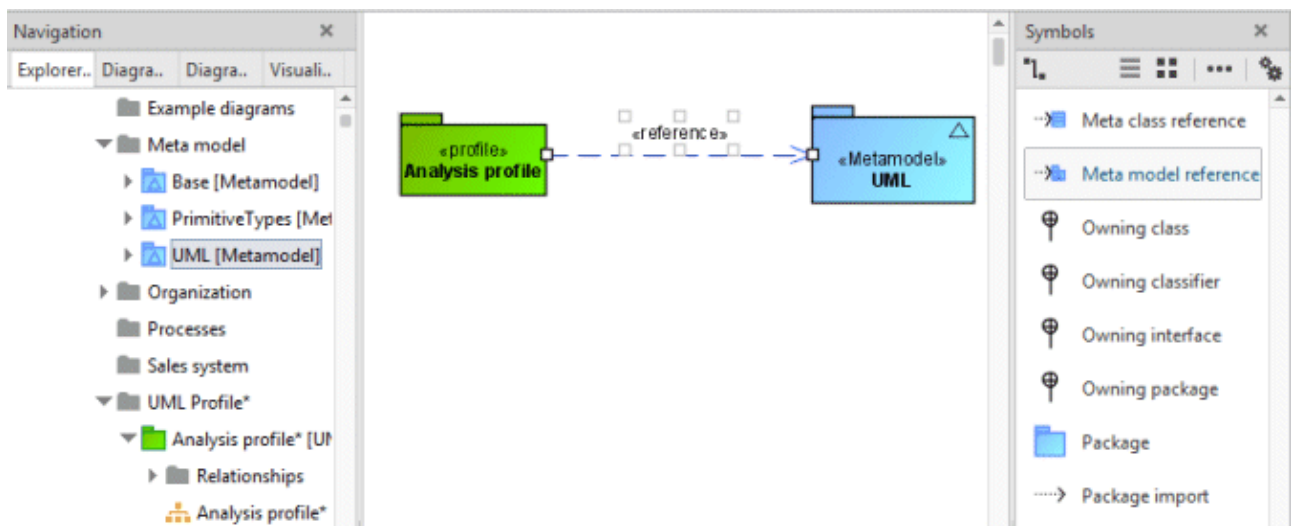 Navigation
Explorer.. Diagra.. Diagra.. Visuali..
Example diagrams
Meta model
Base [Metamodel]
PrimitiveTypes [Met
UML [Metamodel]
Organization
Processes
Sales system
UML Profile*
Analysis profile* [UM
Relationships
Analysis profile*
«profile»
Analysis profile
«reference»
«Metamodel»
UML
Symbols
Meta class reference
Meta model reference
Owning class
Owning classifier
Owning interface
Owning package
Package
Package import